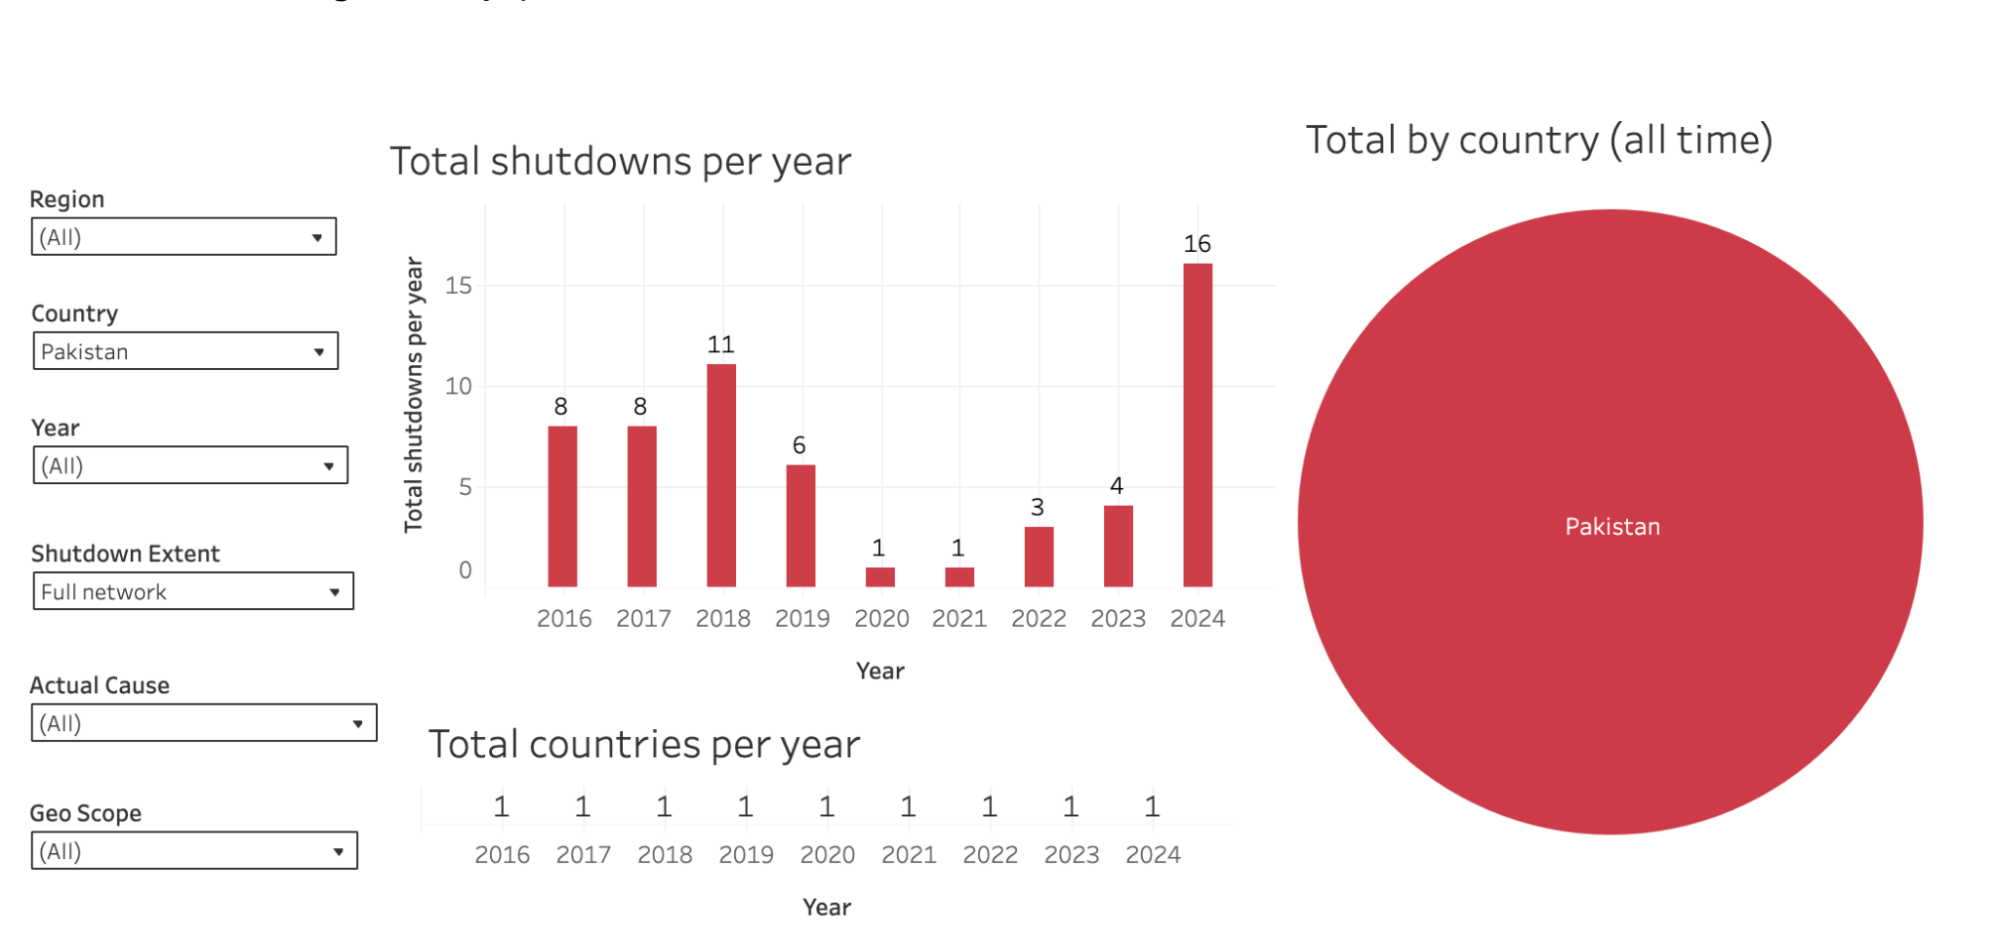 Total by country (all time)
Total shutdowns per year
Region
(All)
Country
Pakistan
Year
(All)
Shutdown Extent
Full network
Actual Cause
(All)
Geo Scope
(All)
Total shutdowns per year
15
10
5
0
8
8
11
6
1
1
3
4
16
2016 2017 2018 2019 2020 2021 2022 2023 2024
Year
Total countries per year
1 1 1 1 1 1 1 1 1
2016 2017 2018 2019 2020 2021 2022 2023 2024
Year
Pakistan